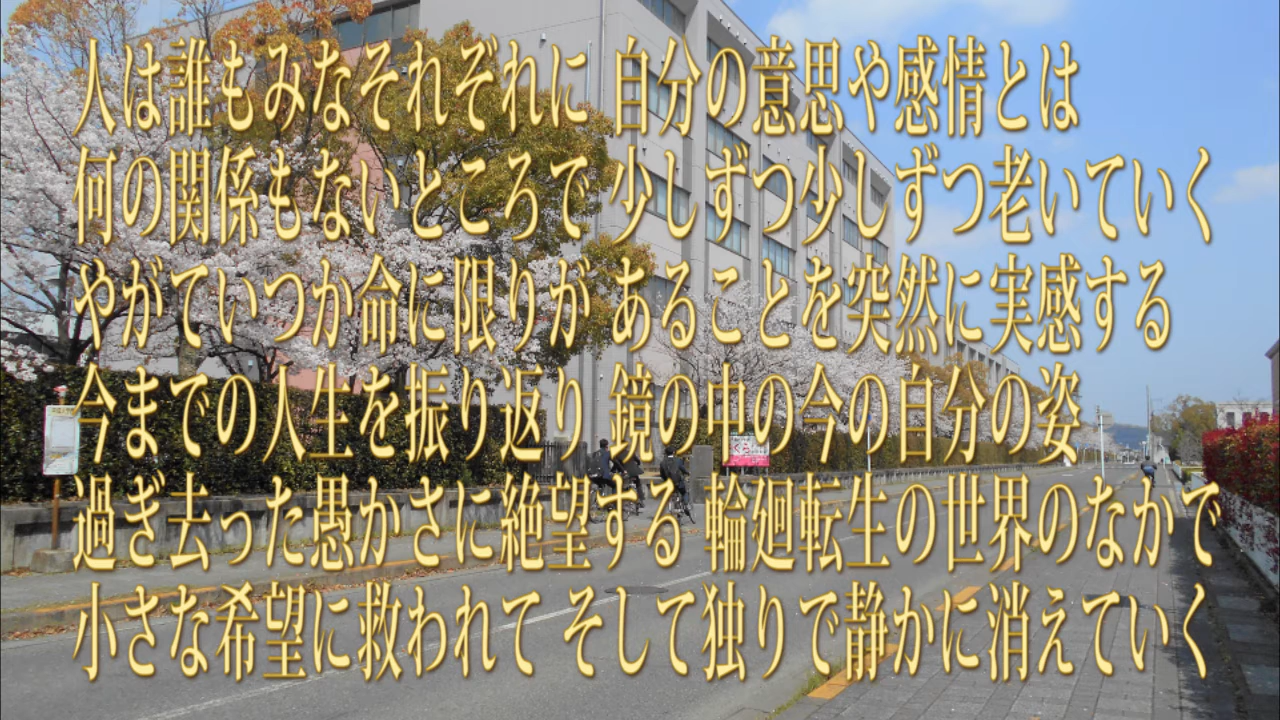 人は誰もみなそれぞれに 自分の意思や感情とは
何の関係もないところで 少しずつ少しずつ老いていく
やがていつか命に限りが あることを突然に実感する
今までの人生を振り返り 鏡の中の今の自分の姿
過ぎ去った愚かさに絶望する 輪廻転生の世界のなかで
小さな希望に救われて そして独りで静かに消えていく